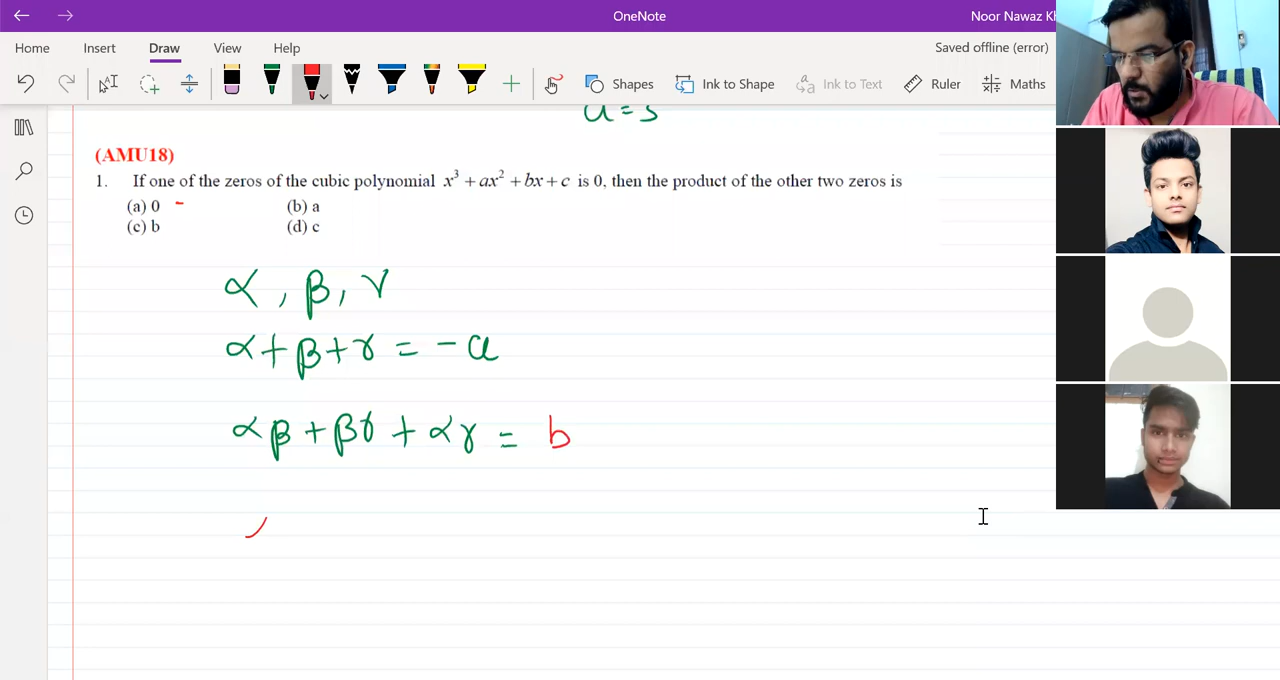 OneNote
Noor Nawaz Kh
Home Insert Draw View Help
Saved offline (error)
Shapes Ink to Shape Ink to Text Ruler Maths
a = 3
(AMU18)
1. If one of the zeros of the cubic polynomial x³ + ax² + bx + c is 0, then the product of the other two zeros is
(a) 0 (b) a
(c) b (d) c
α , β, γ
α + β + γ = - a
αβ + βγ + αγ = b